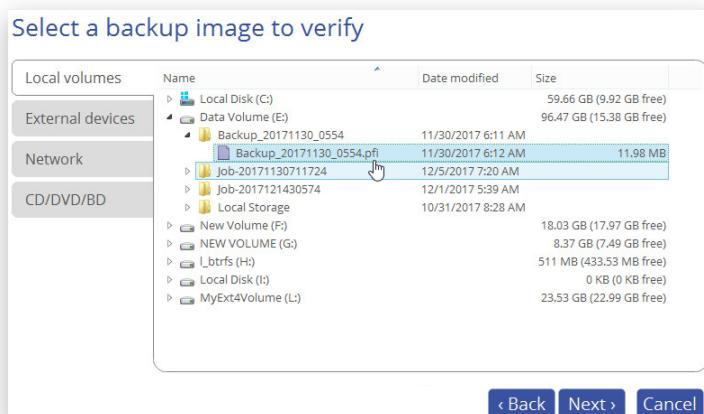 Select a backup image to verify
Local volumes
External devices
Network
CD/DVD/BD
Name Date modified Size
Local Disk (C:) 59.66 GB (9.92 GB free)
Data Volume (E:) 96.47 GB (15.38 GB free)
Backup_20171130_0554 11/30/2017 6:11 AM
Backup_20171130_0554.pfi 11/30/2017 6:12 AM 11.98 MB
Job-20171130711724 12/5/2017 7:20 AM
Job-2017121430574 12/1/2017 5:39 AM
Local Storage 10/31/2017 8:28 AM
New Volume (F:) 18.03 GB (17.97 GB free)
NEW VOLUME (G:) 8.37 GB (7.49 GB free)
l_btrfs (H:) 511 MB (433.53 MB free)
Local Disk (I:) 0 KB (0 KB free)
MyExt4Volume (L:) 23.53 GB (22.99 GB free)
‹ Back Next › Cancel